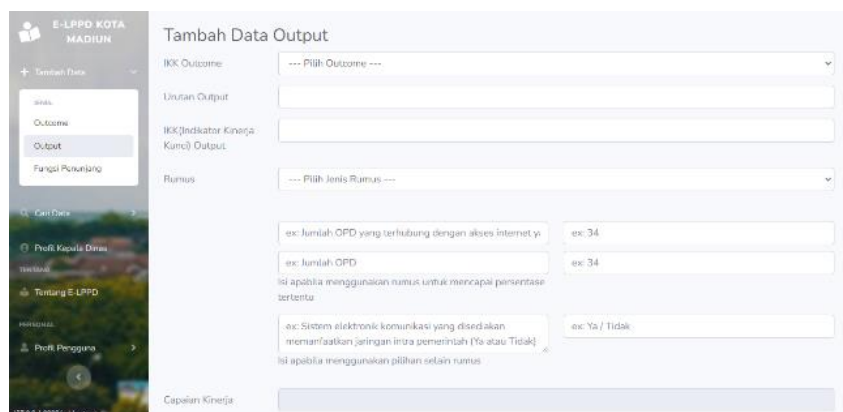 E-LPPD KOTA
MADIUN
Tambah Data
JENIS
Outcome
Output
Fungsi Penunjang
Cari Data
Profil Kepala Dinas
TENTANG
Tentang E-LPPD
PERSONAL
Profil Pengguna
Tambah Data Output
IKK Outcome
--- Pilih Outcome ---
Urutan Output
IKK(Indikator Kinerja
Kunci) Output
Rumus
--- Pilih Jenis Rumus ---
ex: Jumlah OPD yang terhubung dengan akses internet y
ex: 34
ex: Jumlah OPD
ex: 34
Isi apabila menggunakan rumus untuk mencapai persentase
tertentu
ex: Sistem elektronik komunikasi yang disediakan
memanfaatkan jaringan intra pemerintah (Ya atau Tidak)
ex: Ya / Tidak
Isi apabila menggunakan pilihan selain rumus
Capaian Kinerja